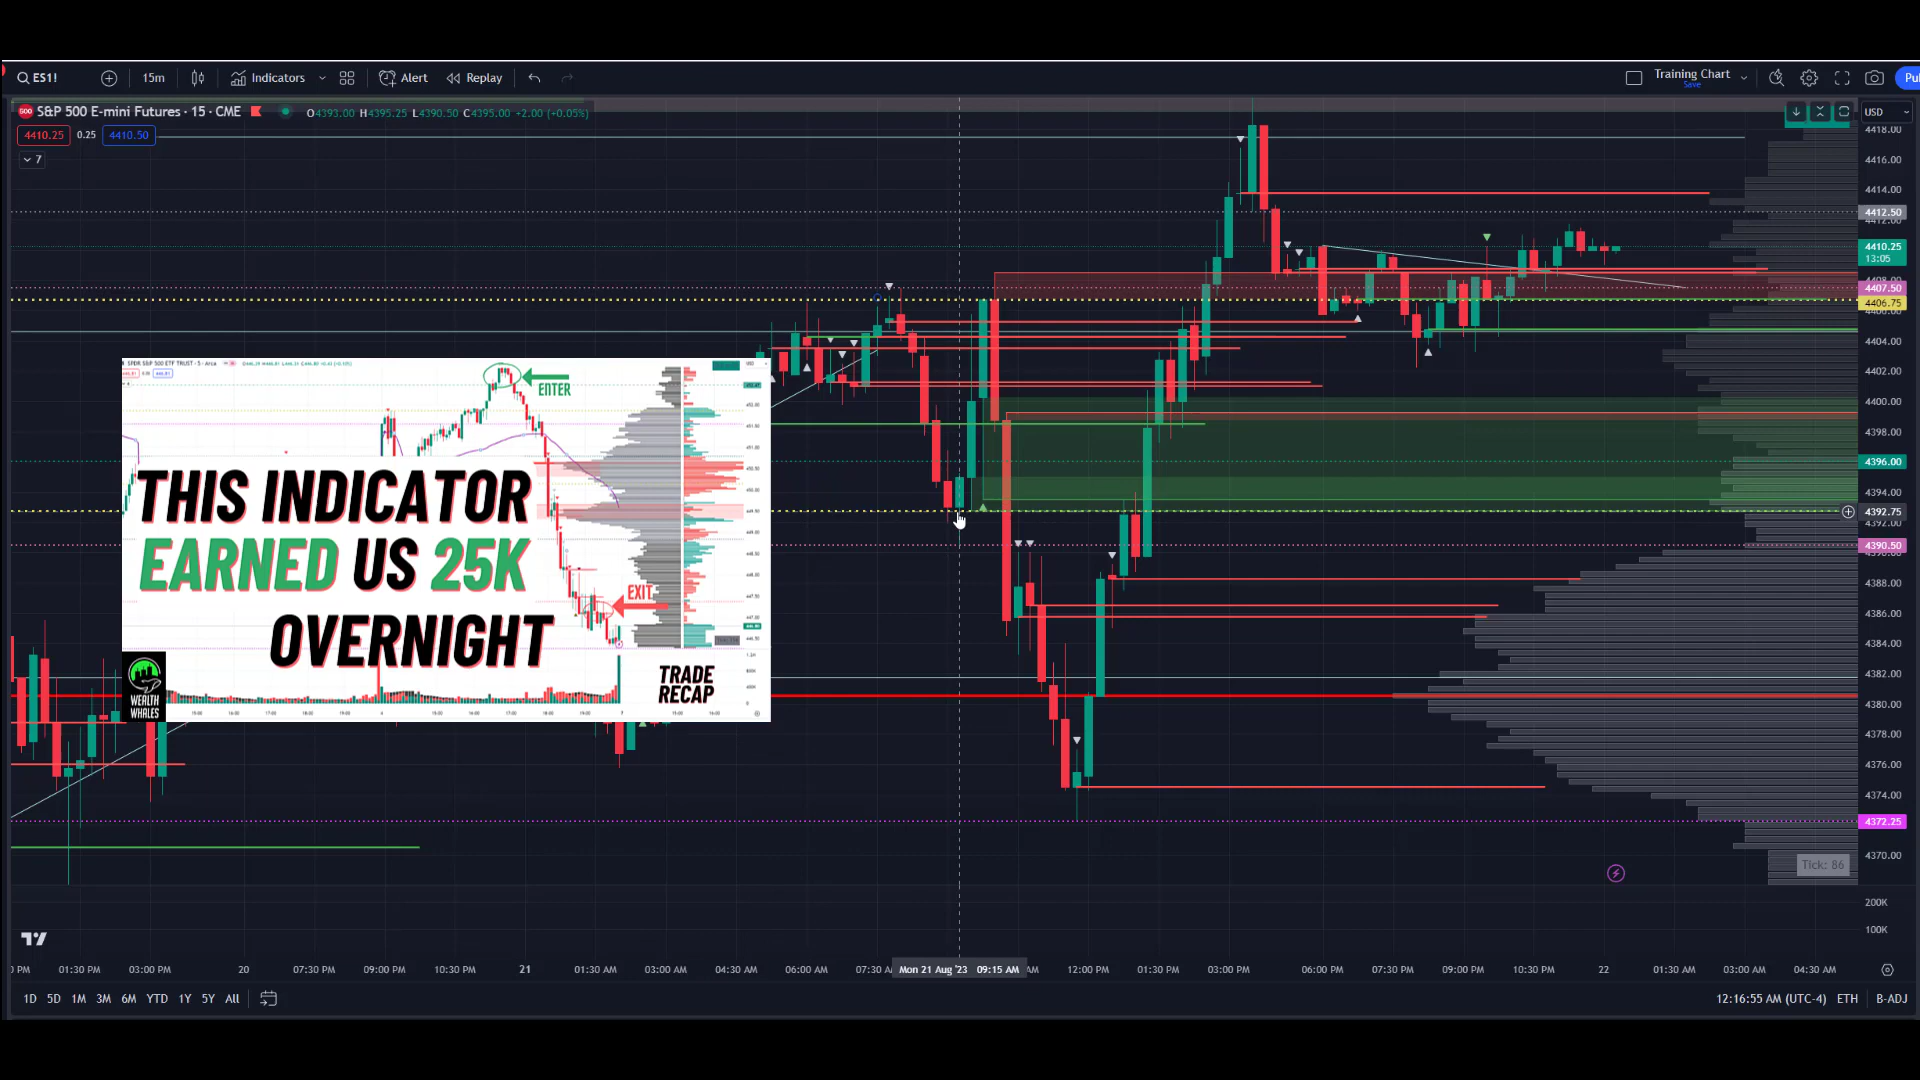 ES1!
15m
Indicators
Alert
Replay
Training Chart
Save
Pu
S&P 500 E-mini Futures · 15 · CME
O4393.00 H4395.25 L4390.50 C4395.00 +2.00 (+0.05%)
USD
4410.25
0.25
4410.50
7
4418.00
4416.00
4414.00
4412.50
4410.25
13:05
4407.50
4406.75
4404.00
4402.00
4400.00
4398.00
4396.00
4394.00
4392.75
4390.50
4388.00
4386.00
4384.00
4382.00
4380.00
4378.00
4376.00
4374.00
4372.25
4370.00
Tick: 86
200K
100K
ENTER
THIS INDICATOR
EARNED US 25K
OVERNIGHT
EXIT
TRADE
RECAP
WEALTH
WHALES
01:30 PM
03:00 PM
20
07:30 PM
09:00 PM
10:30 PM
21
01:30 AM
03:00 AM
04:30 AM
06:00 AM
07:30
Mon 21 Aug '23 09:15 AM
12:00 PM
01:30 PM
03:00 PM
06:00 PM
07:30 PM
09:00 PM
10:30 PM
22
01:30 AM
03:00 AM
04:30 AM
1D 5D 1M 3M 6M YTD 1Y 5Y All
12:16:55 AM (UTC-4) ETH B-ADJ